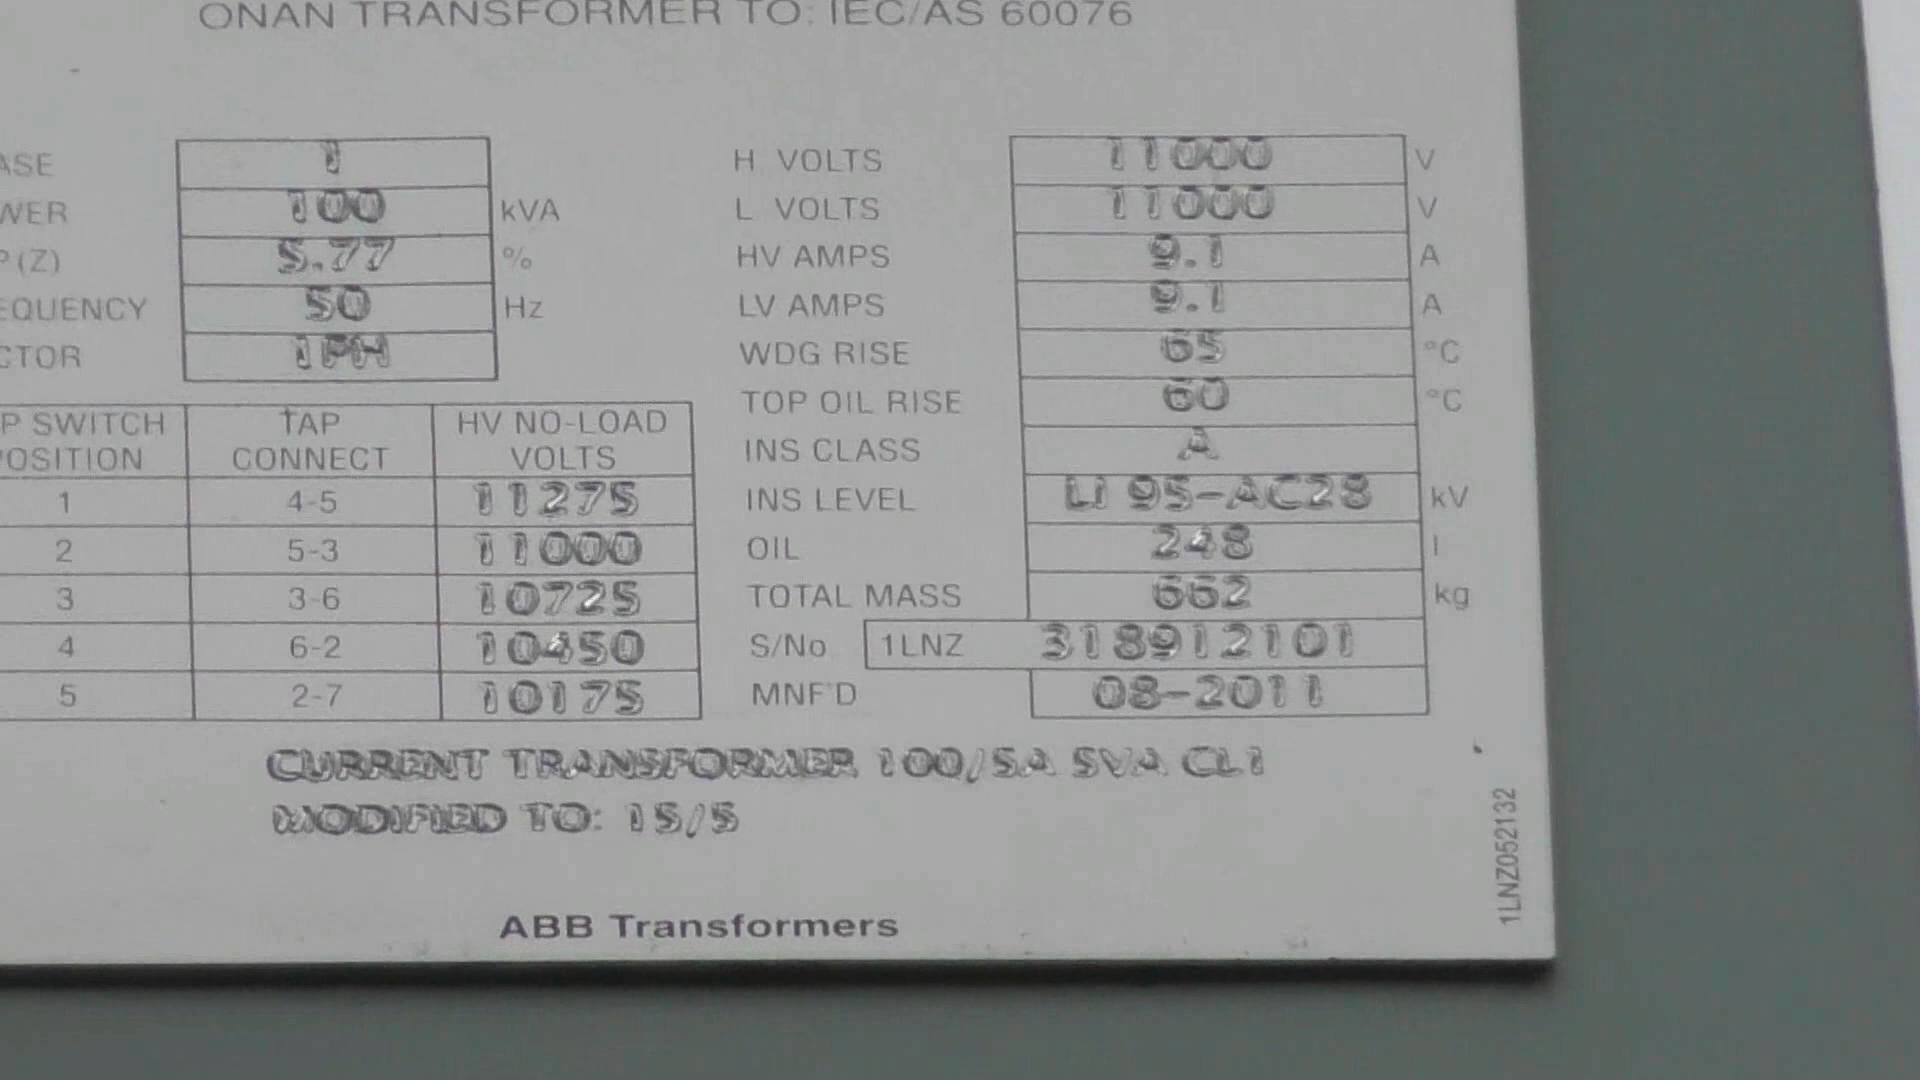 ONAN TRANSFORMER TO: IEC/AS 60076
ASE 1
WER 100 kVA
P (Z) 5.77 %
EQUENCY 50 Hz
CTOR 1PH
P SWITCH POSITION TAP CONNECT HV NO-LOAD VOLTS
1 4-5 11275
2 5-3 11000
3 3-6 10725
4 6-2 10450
5 2-7 10175
H VOLTS 11000 V
L VOLTS 11000 V
HV AMPS 9.1 A
LV AMPS 9.1 A
WDG RISE 65 °C
TOP OIL RISE 60 °C
INS CLASS A
INS LEVEL LI 95-AC28 kV
OIL 248 l
TOTAL MASS 662 kg
S/No 1LNZ 318912101
MNF'D 08-2011
CURRENT TRANSFORMER 100/5A 5VA CL1
MODIFIED TO: 15/5
ABB Transformers
1LNZ052132